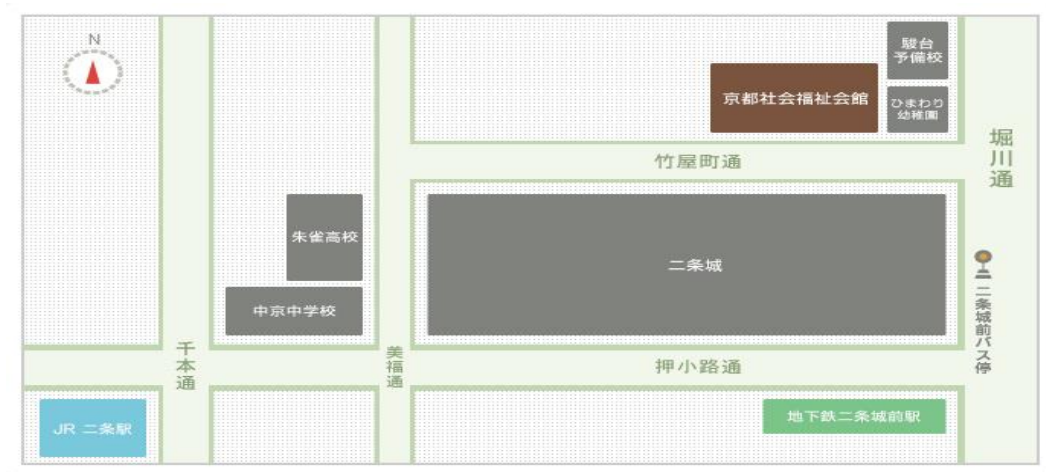 N
駿台
予備校
京都社会福祉会館
ひまわり
幼稚園
堀川通
竹屋町通
朱雀高校
二条城
中京中学校
二条城前バス停
千本通
美福通
押小路通
JR 二条駅
地下鉄二条城前駅